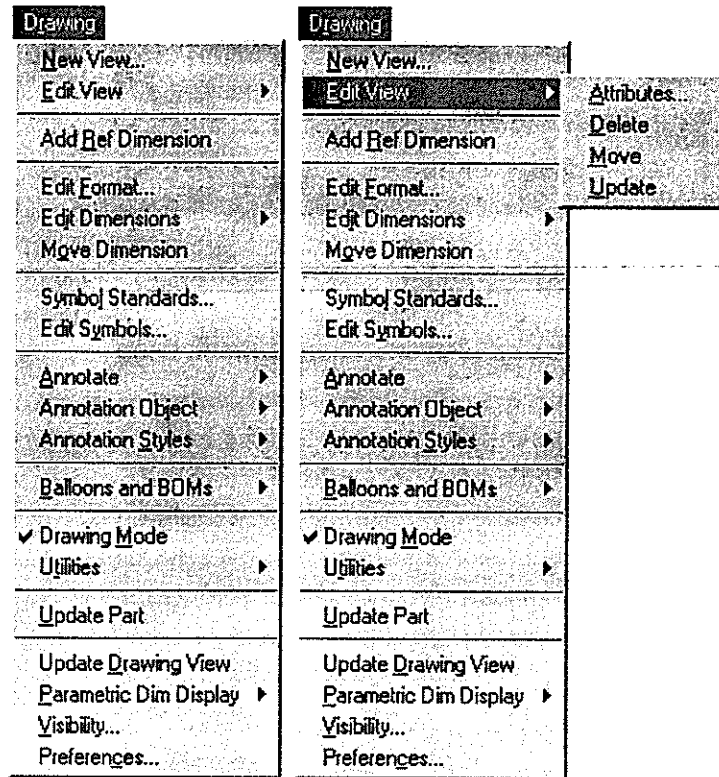 Drawing
New View...
Edit View
Add Ref Dimension
Edit Format...
Edit Dimensions
Move Dimension
Symbol Standards...
Edit Symbols...
Annotate
Annotation Object
Annotation Styles
Balloons and BOMs
✔ Drawing Mode
Utilities
Update Part
Update Drawing View
Parametric Dim Display
Visibility...
Preferences...
Drawing
New View...
Edit View
Add Ref Dimension
Edit Format...
Edit Dimensions
Move Dimension
Symbol Standards...
Edit Symbols...
Annotate
Annotation Object
Annotation Styles
Balloons and BOMs
✔ Drawing Mode
Utilities
Update Part
Update Drawing View
Parametric Dim Display
Visibility...
Preferences...
Attributes...
Delete
Move
Update